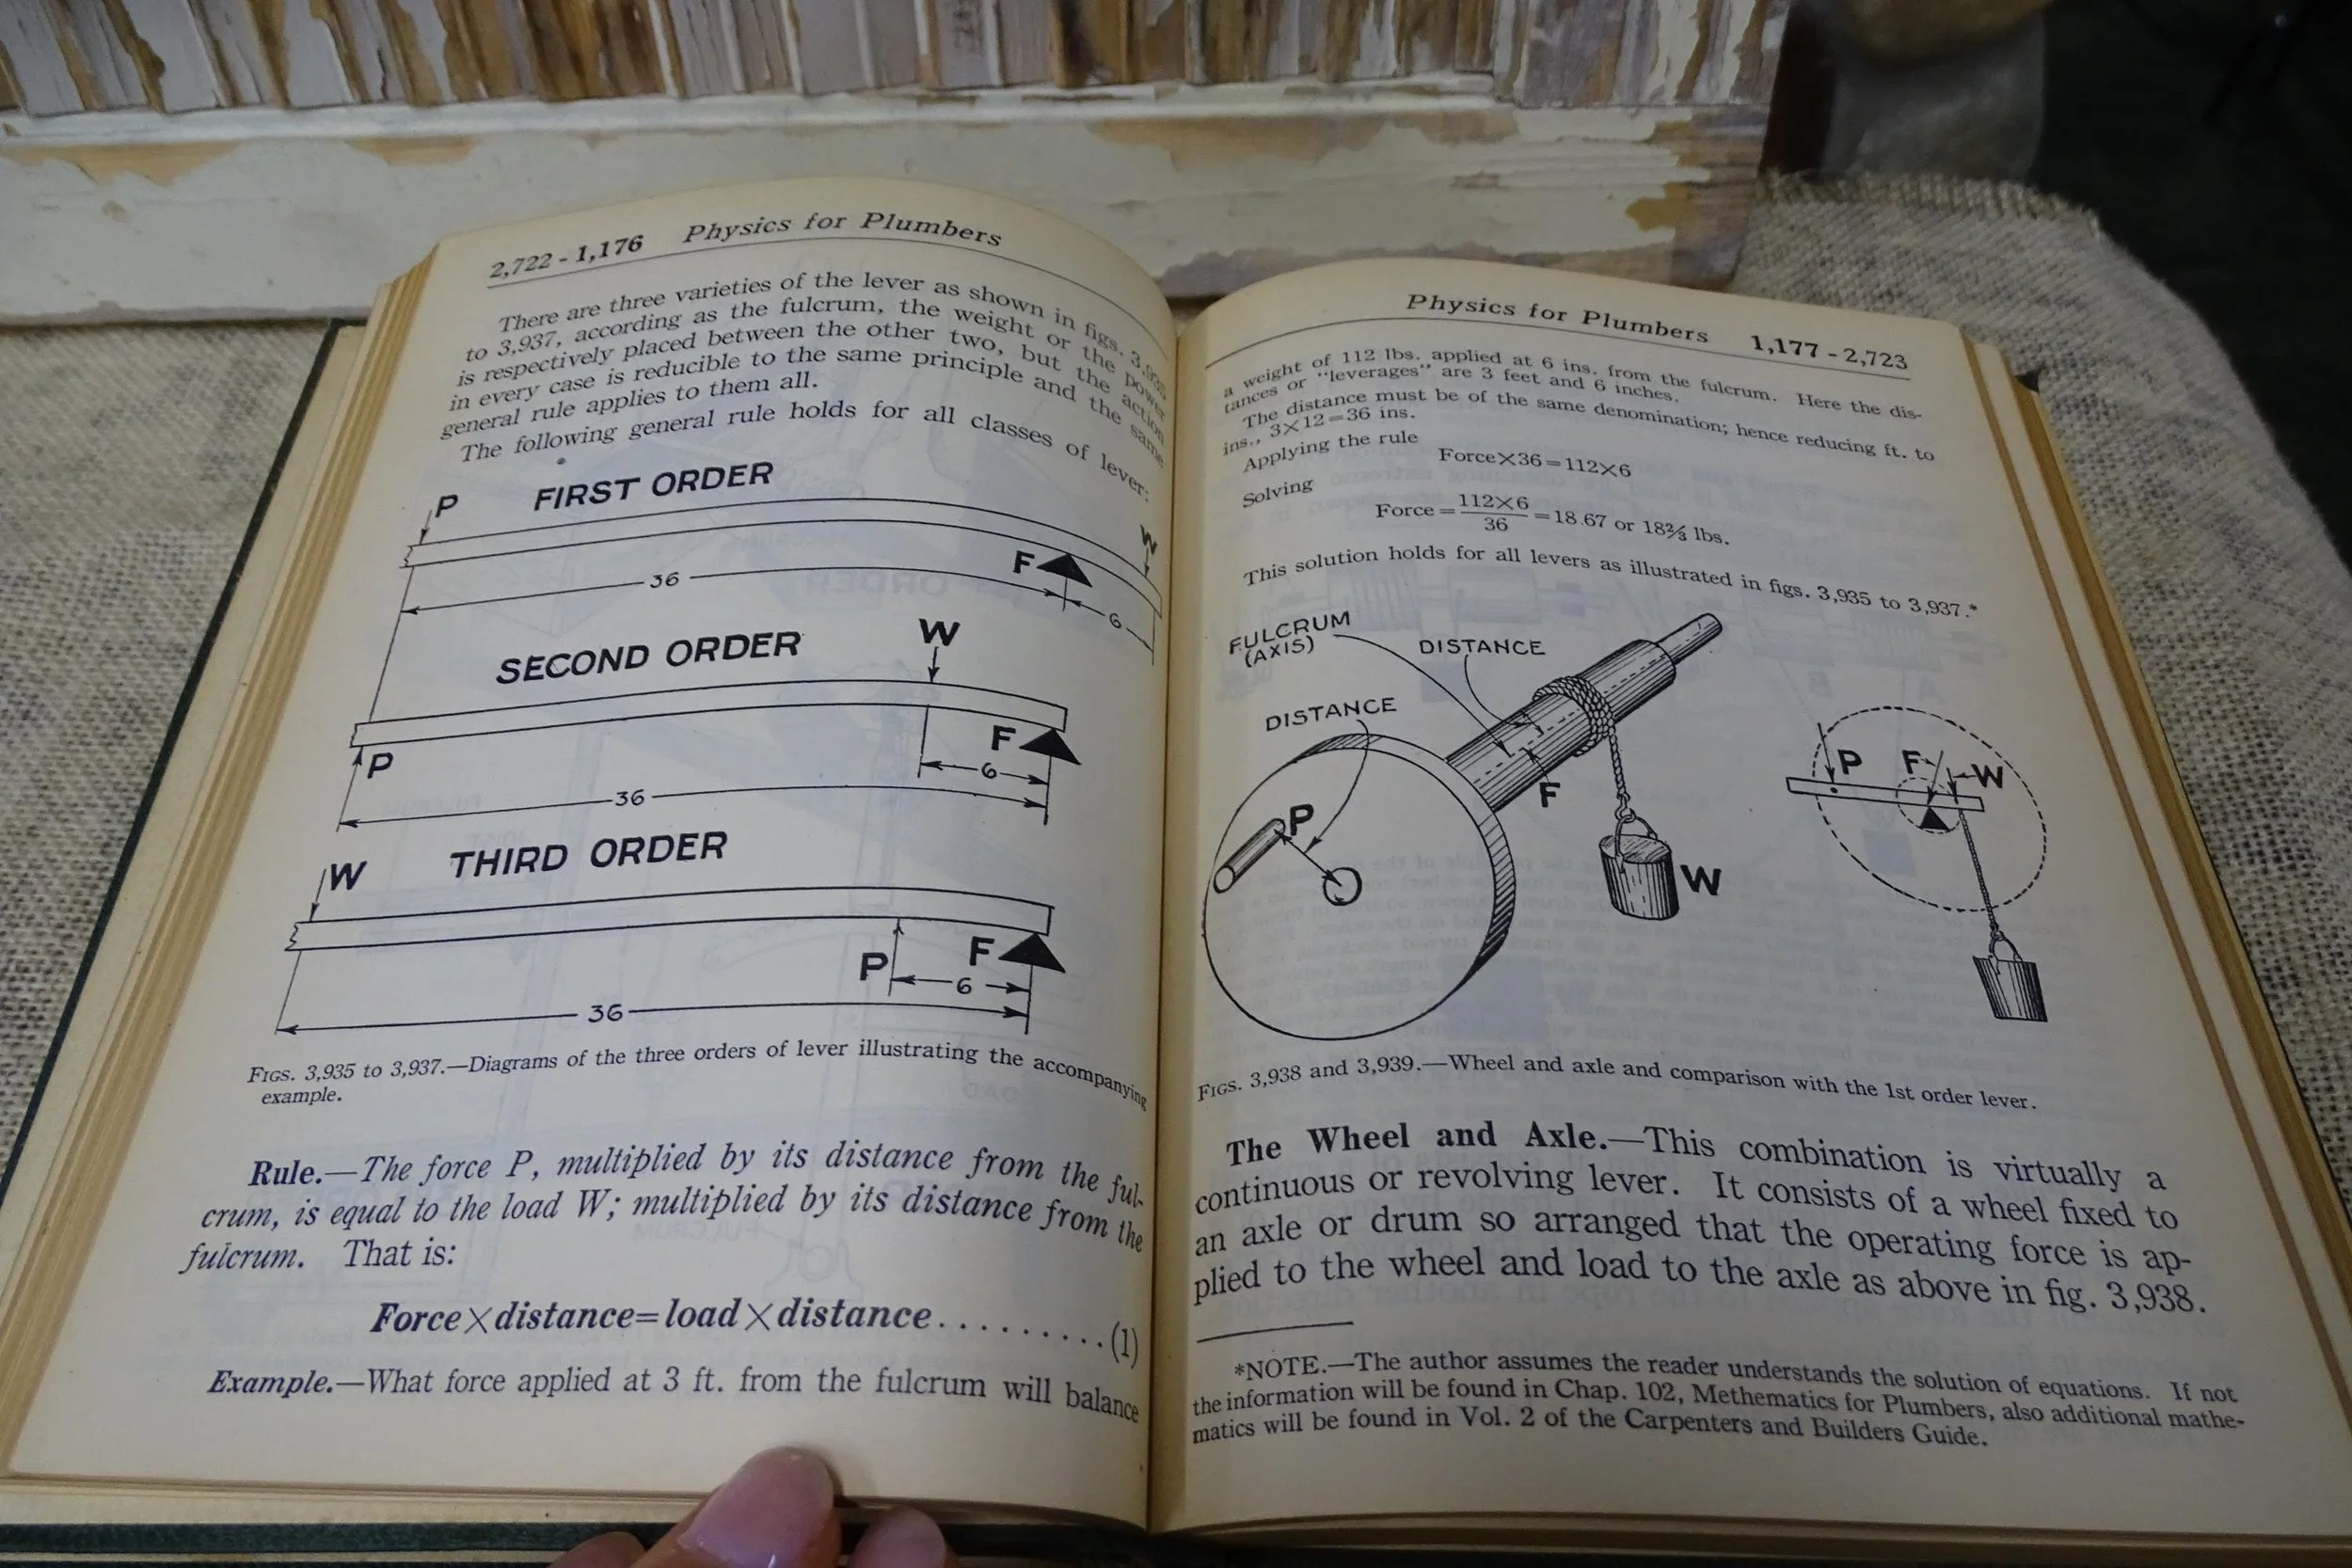 2,722 - 1,176 Physics for Plumbers
There are three varieties of the lever as shown in figs. 3,935
to 3,937, according as the fulcrum, the weight or the power
is respectively placed between the other two, but the action
in every case is reducible to the same principle and the same
general rule applies to them all.
The following general rule holds for all classes of lever:
P FIRST ORDER
W
F
36
6
SECOND ORDER W
P
F
6
36
THIRD ORDER
W
P
F
6
36
FIGS. 3,935 to 3,937.—Diagrams of the three orders of lever illustrating the accompanying
example.
Rule.—The force P, multiplied by its distance from the ful-
crum, is equal to the load W; multiplied by its distance from the
fulcrum. That is:
Force×distance=load×distance..........(1)
Example.—What force applied at 3 ft. from the fulcrum will balance
Physics for Plumbers 1,177 - 2,723
a weight of 112 lbs. applied at 6 ins. from the fulcrum. Here the dis-
tances or "leverages" are 3 feet and 6 inches.
The distance must be of the same denomination; hence reducing ft. to
ins., 3×12=36 ins.
Applying the rule
Force×36=112×6
Solving
Force=112×6/36=18.67 or 18⅔ lbs.
This solution holds for all levers as illustrated in figs. 3,935 to 3,937.*
FULCRUM
(AXIS)
DISTANCE
DISTANCE
P
F
W
P F W
FIGS. 3,938 and 3,939.—Wheel and axle and comparison with the 1st order lever.
The Wheel and Axle.—This combination is virtually a
continuous or revolving lever. It consists of a wheel fixed to
an axle or drum so arranged that the operating force is ap-
plied to the wheel and load to the axle as above in fig. 3,938.
*NOTE.—The author assumes the reader understands the solution of equations. If not
the information will be found in Chap. 102, Methematics for Plumbers, also additional mathe-
matics will be found in Vol. 2 of the Carpenters and Builders Guide.